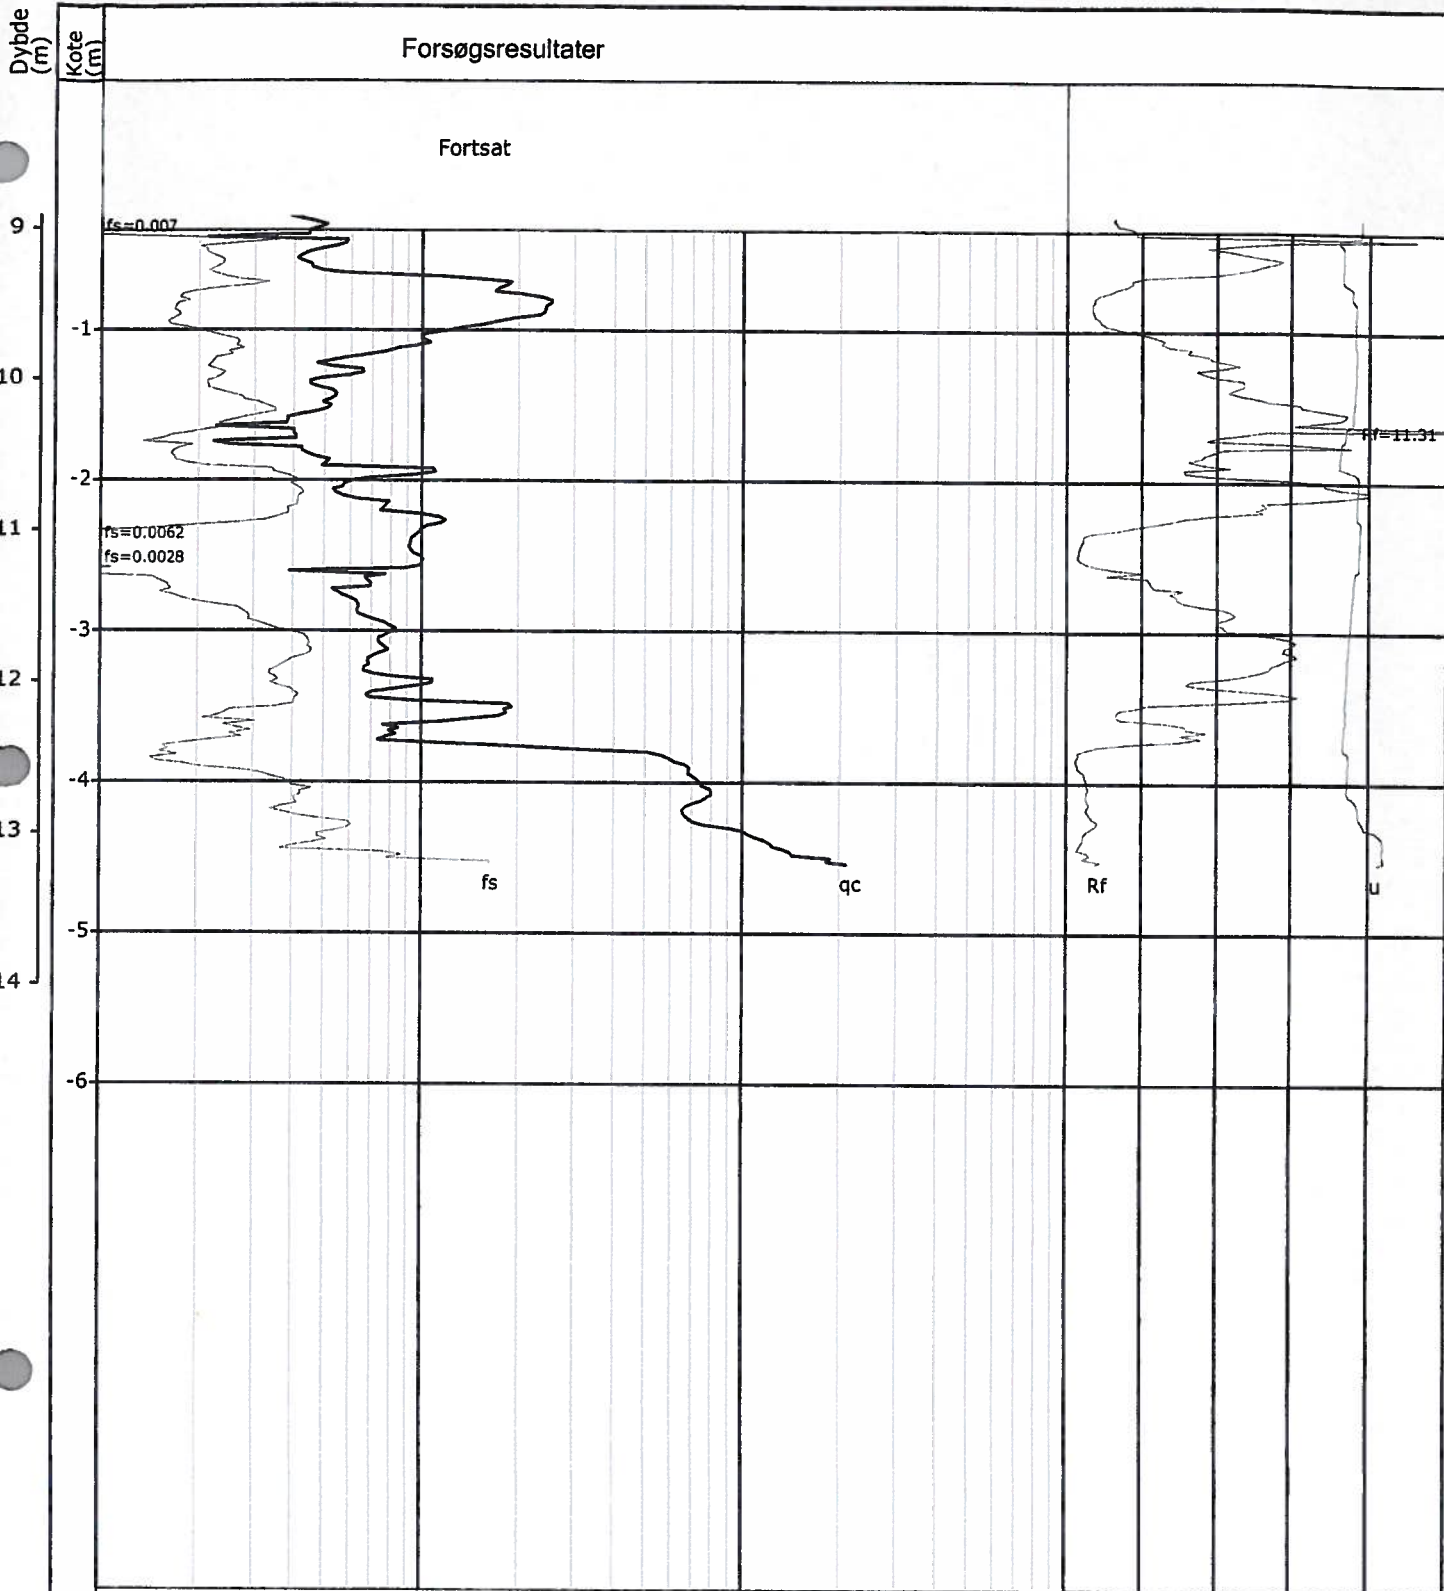 Dybde
(m)
Kote
(m)
Forsøgsresultater
Fortsat
9
fs=0.007
-1
10
Rf=11.31
-2
11
fs=0.0062
fs=0.0028
-3
12
-4
13
fs
qc
Rf
u
-5
14
-6